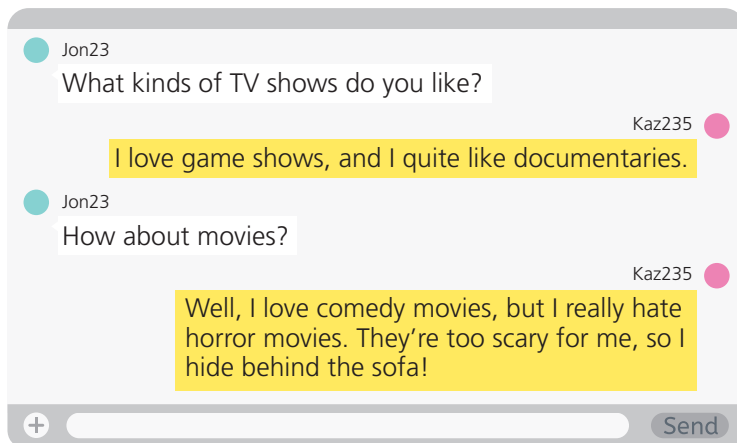 Jon23
What kinds of TV shows do you like?
Kaz235
I love game shows, and I quite like documentaries.
Jon23
How about movies?
Kaz235
Well, I love comedy movies, but I really hate
horror movies. They’re too scary for me, so I
hide behind the sofa!
+
Send